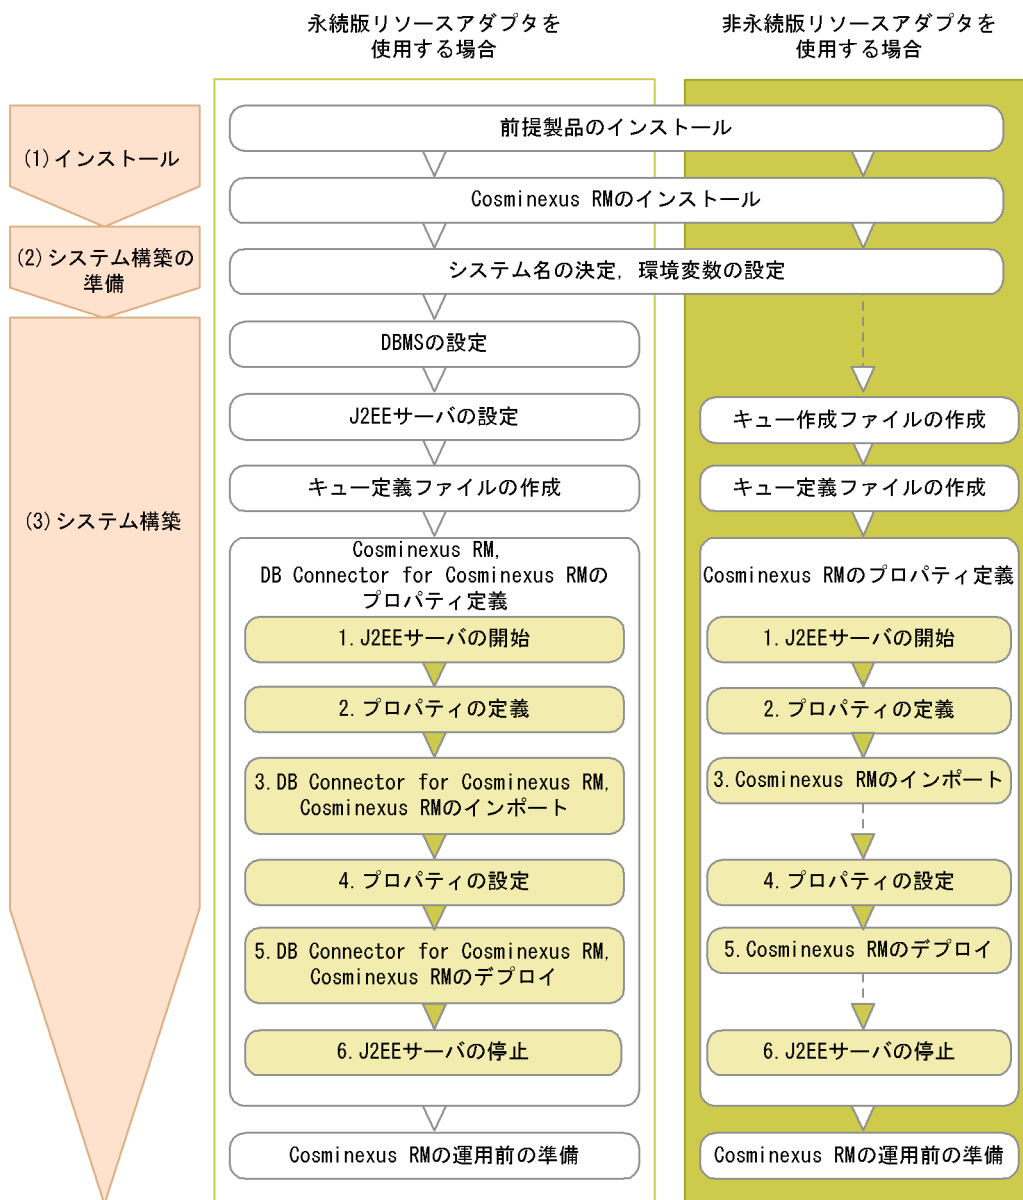 永続版リソースアダプタを
使用する場合
非永続版リソースアダプタを
使用する場合
(1)インストール
前提製品のインストール
Cosminexus RMのインストール
(2)システム構築の
準備
システム名の決定，環境変数の設定
(3)システム構築
DBMSの設定
J2EEサーバの設定
キュー定義ファイルの作成
Cosminexus RM,
DB Connector for Cosminexus RMの
プロパティ定義
1. J2EEサーバの開始
2. プロパティの定義
3. DB Connector for Cosminexus RM,
Cosminexus RMのインポート
4. プロパティの設定
5. DB Connector for Cosminexus RM,
Cosminexus RMのデプロイ
6. J2EEサーバの停止
Cosminexus RMの運用前の準備
キュー作成ファイルの作成
キュー定義ファイルの作成
Cosminexus RMのプロパティ定義
1. J2EEサーバの開始
2. プロパティの定義
3. Cosminexus RMのインポート
4. プロパティの設定
5. Cosminexus RMのデプロイ
6. J2EEサーバの停止
Cosminexus RMの運用前の準備